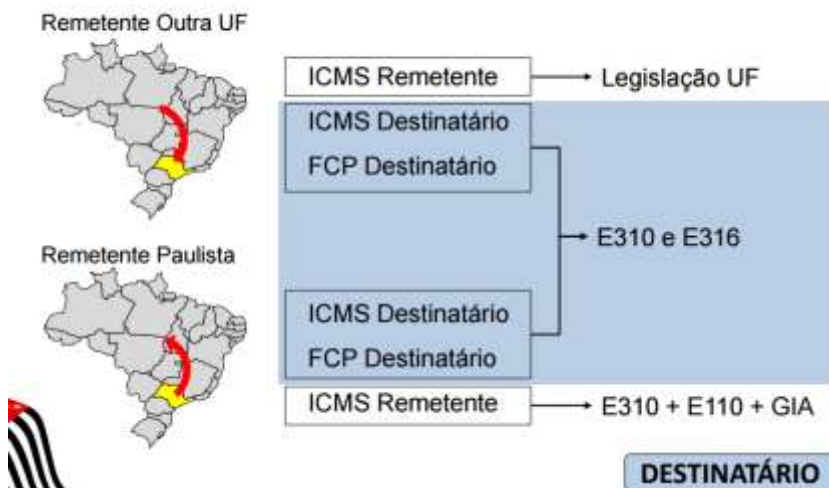 Remetente Outra UF
ICMS Remetente
Legislação UF
ICMS Destinatário
FCP Destinatário
E310 e E316
Remetente Paulista
ICMS Destinatário
FCP Destinatário
ICMS Remetente
E310 + E110 + GIA
DESTINATÁRIO